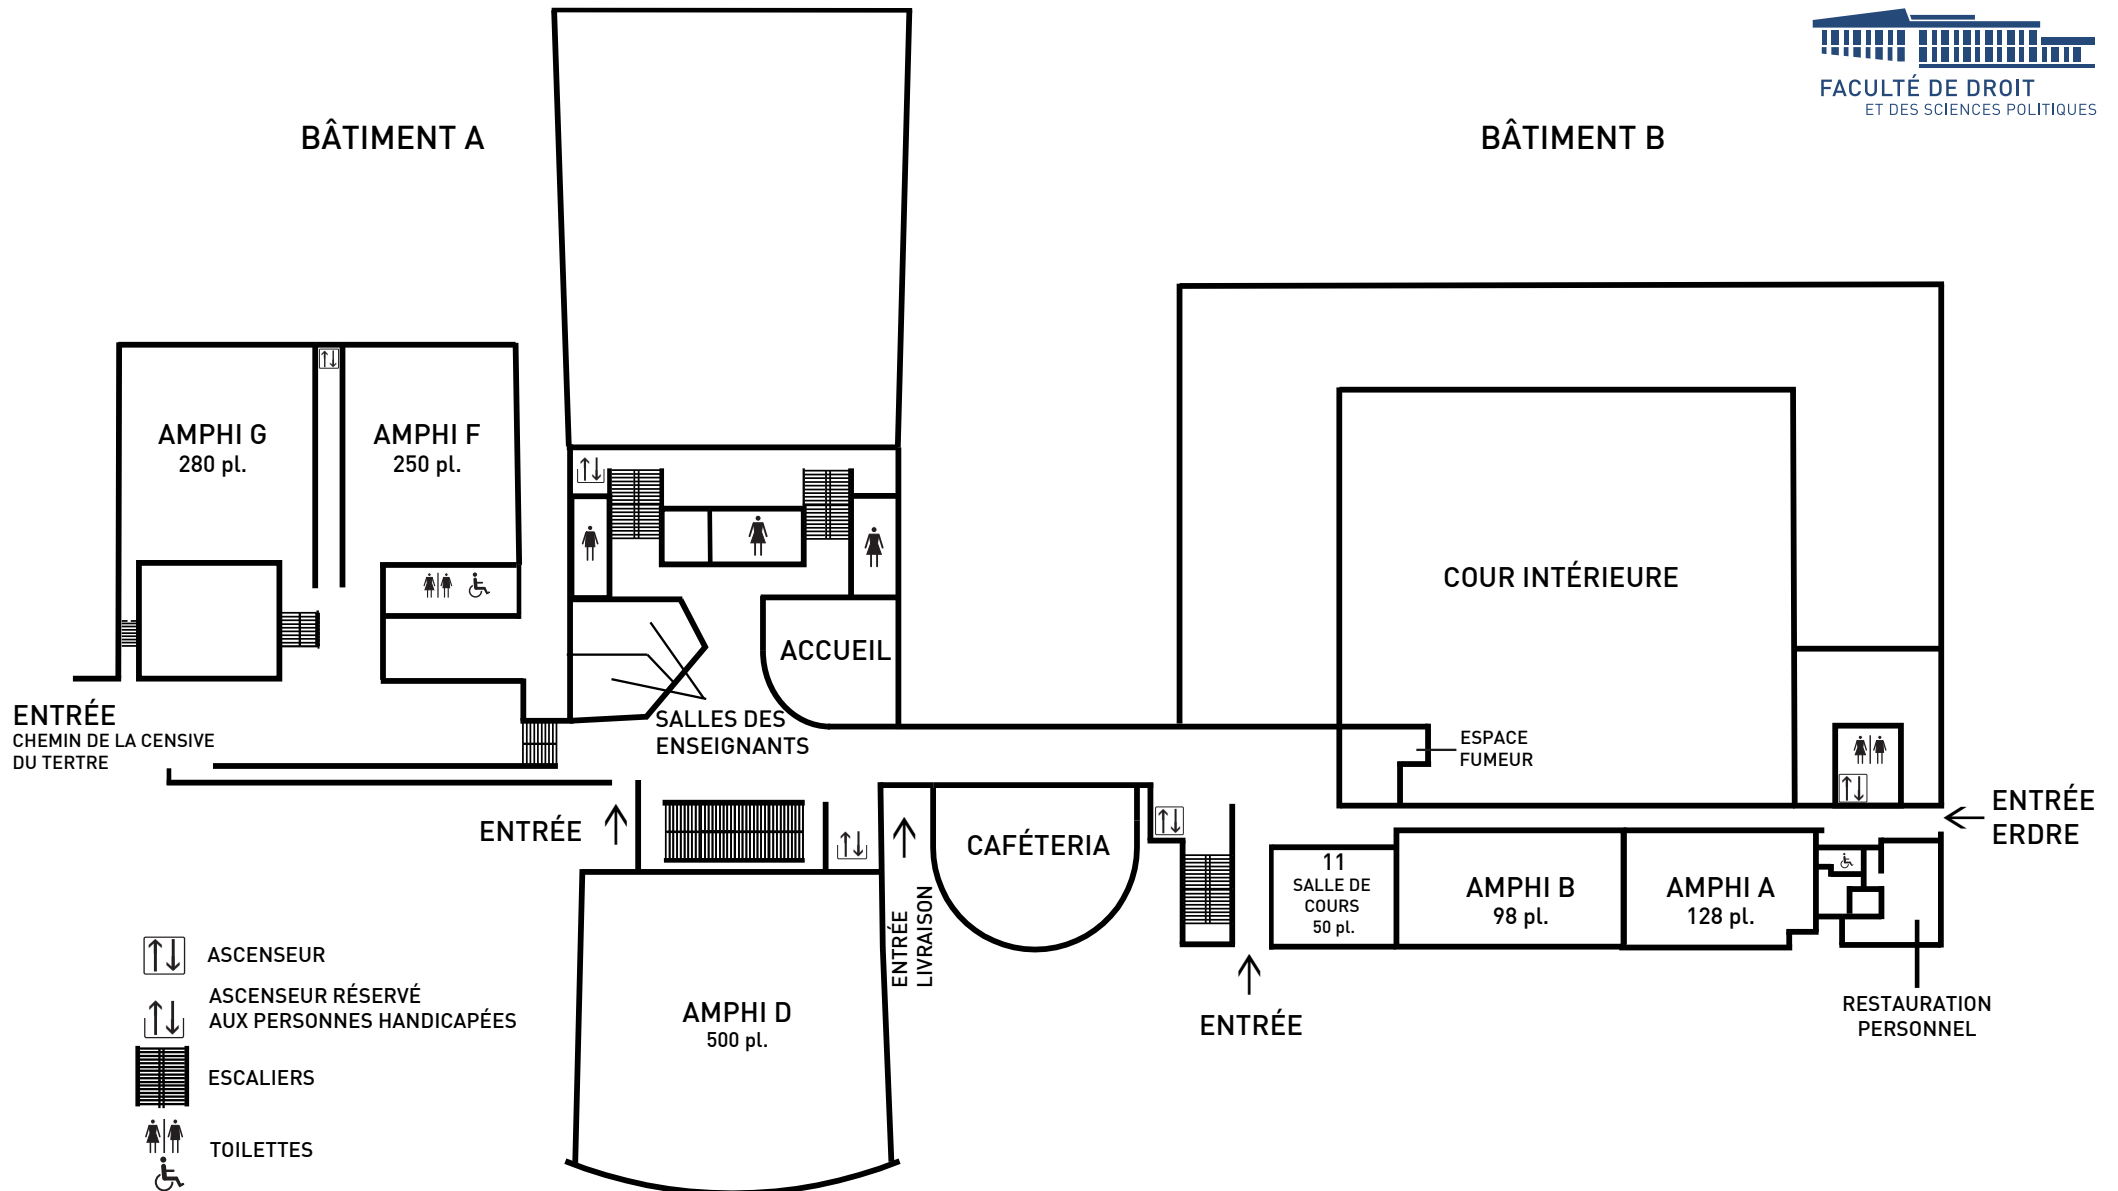 FACULTÉ DE DROIT
ET DES SCIENCES POLITIQUES
BÂTIMENT A
BÂTIMENT B
AMPHI G
280 pl.
AMPHI F
250 pl.
COUR INTÉRIEURE
ACCUEIL
ENTRÉE
CHEMIN DE LA CENSIVE
DU TERTRE
SALLES DES
ENSEIGNANTS
ESPACE
FUMEUR
ENTRÉE
ERDRE
ENTRÉE
CAFÉTERIA
11
SALLE DE
COURS
50 pl.
AMPHI B
98 pl.
AMPHI A
128 pl.
ENTRÉE
LIVRAISON
AMPHI D
500 pl.
ENTRÉE
RESTAURATION
PERSONNEL
ASCENSEUR
ASCENSEUR RÉSERVÉ
AUX PERSONNES HANDICAPÉES
ESCALIERS
TOILETTES